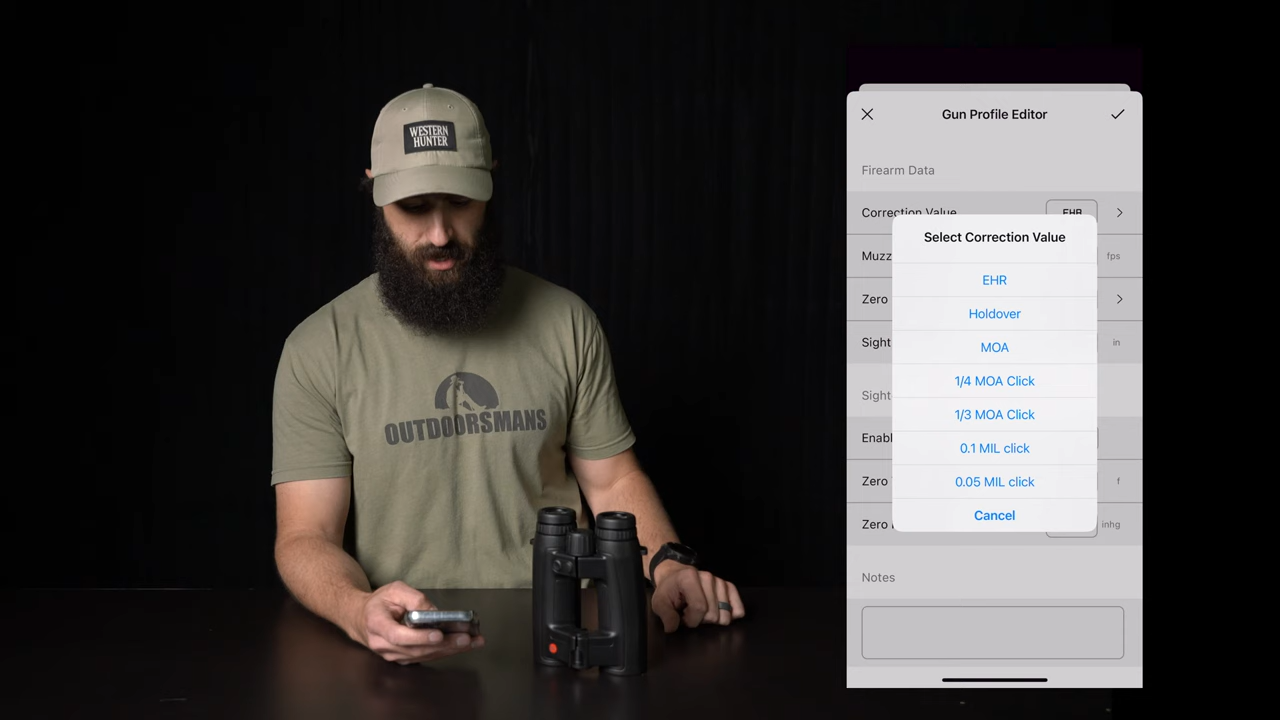 WESTERN
HUNTER
OUTDOORSMANS
Gun Profile Editor
Firearm Data
Correction Value
EHR
Select Correction Value
EHR
Muzz
fps
Holdover
Zero
MOA
Sight
in
1/4 MOA Click
Sight
1/3 MOA Click
Enabl
0.1 MIL click
Zero
f
0.05 MIL click
Cancel
Zero
inhg
Notes